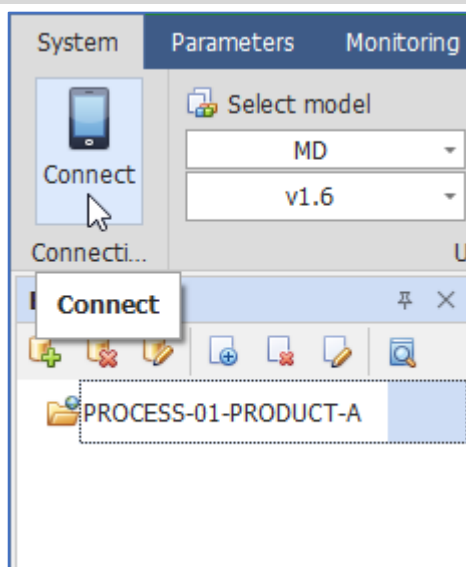 System Parameters Monitoring
Select model
MD
Connect
v1.6
Connecti...
Connect
PROCESS-01-PRODUCT-A